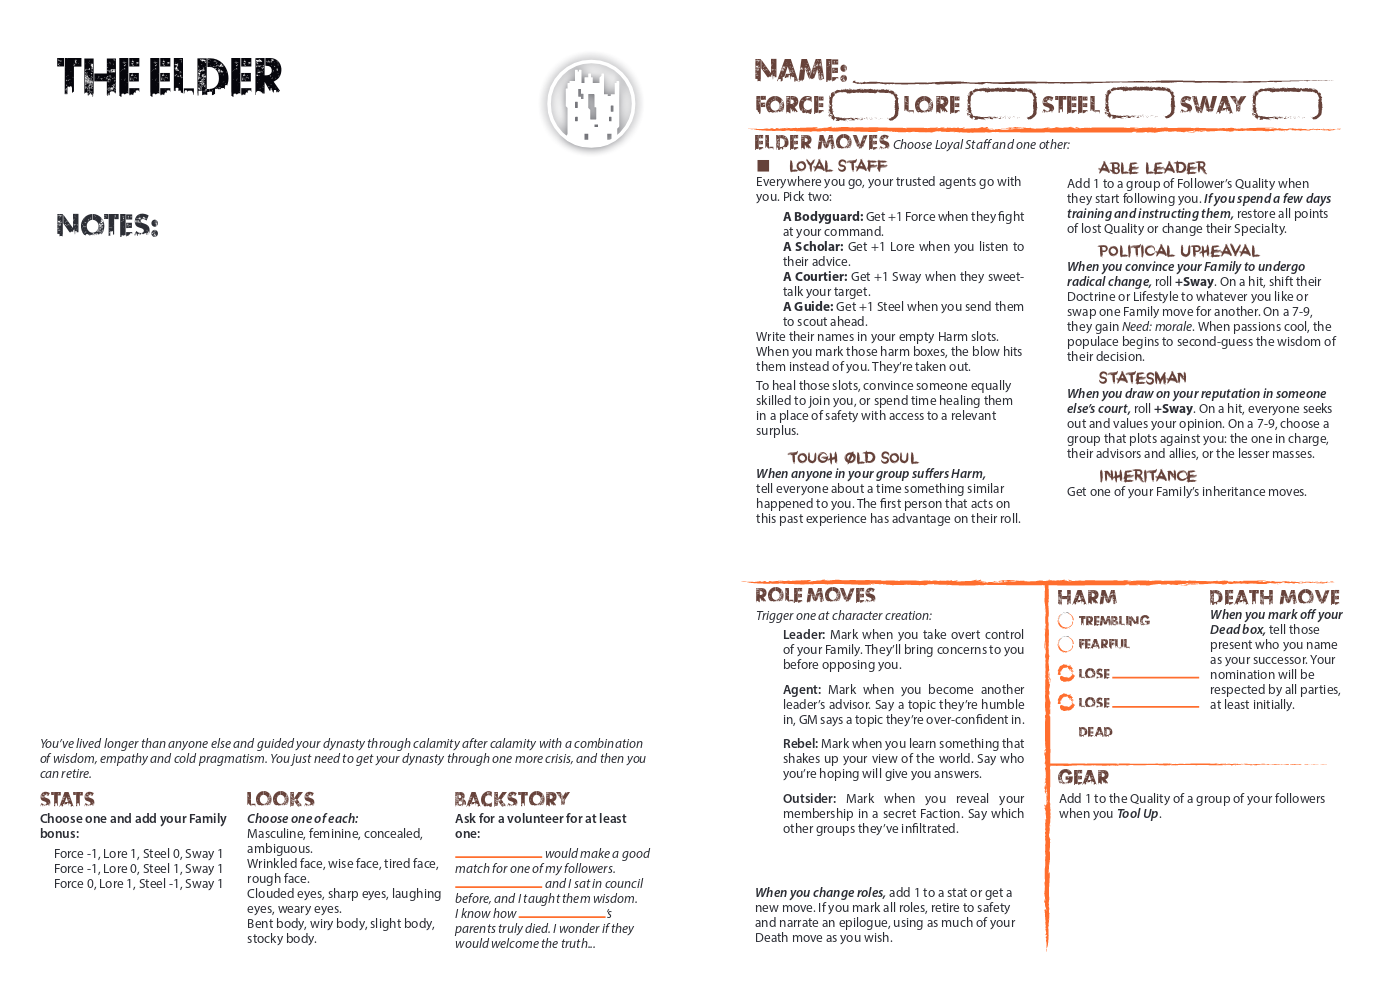 THE ELDER
NOTES:
You've lived longer than anyone else and guided your dynasty through calamity after calamity with a combination
of wisdom, empathy and cold pragmatism. You just need to get your dynasty through one more crisis, and then you
can retire.
STATS
Choose one and add your Family
bonus:
Force -1, Lore 1, Steel 0, Sway 1
Force -1, Lore 0, Steel 1, Sway 1
Force 0, Lore 1, Steel -1, Sway 1
LOOKS
Choose one of each:
Masculine, feminine, concealed,
ambiguous.
Wrinkled face, wise face, tired face,
rough face.
Clouded eyes, sharp eyes, laughing
eyes, weary eyes.
Bent body, wiry body, slight body,
stocky body.
BACKSTORY
Ask for a volunteer for at least
one:
would make a good
match for one of my followers.
and I sat in council
before, and I taught them wisdom.
I know how 's
parents truly died. I wonder if they
would welcome the truth...
NAME:
FORCE LORE STEEL SWAY
ELDER MOVES Choose Loyal Staff and one other:
LOYAL STAFF
Everywhere you go, your trusted agents go with
you. Pick two:
A Bodyguard: Get +1 Force when they fight
at your command.
A Scholar: Get +1 Lore when you listen to
their advice.
A Courtier: Get +1 Sway when they sweet-
talk your target.
A Guide: Get +1 Steel when you send them
to scout ahead.
Write their names in your empty Harm slots.
When you mark those harm boxes, the blow hits
them instead of you. They're taken out.
To heal those slots, convince someone equally
skilled to join you, or spend time healing them
in a place of safety with access to a relevant
surplus.
TOUGH OLD SOUL
When anyone in your group suffers Harm,
tell everyone about a time something similar
happened to you. The first person that acts on
this past experience has advantage on their roll.
ABLE LEADER
Add 1 to a group of Follower's Quality when
they start following you. If you spend a few days
training and instructing them, restore all points
of lost Quality or change their Specialty.
POLITICAL UPHEAVAL
When you convince your Family to undergo
radical change, roll +Sway. On a hit, shift their
Doctrine or Lifestyle to whatever you like or
swap one Family move for another. On a 7-9,
they gain Need: morale. When passions cool, the
populace begins to second-guess the wisdom of
their decision.
STATESMAN
When you draw on your reputation in someone
else's court, roll +Sway. On a hit, everyone seeks
out and values your opinion. On a 7-9, choose a
group that plots against you: the one in charge,
their advisors and allies, or the lesser masses.
INHERITANCE
Get one of your Family's inheritance moves.
ROLE MOVES
Trigger one at character creation:
Leader: Mark when you take overt control
of your Family. They'll bring concerns to you
before opposing you.
Agent: Mark when you become another
leader's advisor. Say a topic they're humble
in, GM says a topic they're over-confident in.
Rebel: Mark when you learn something that
shakes up your view of the world. Say who
you're hoping will give you answers.
Outsider: Mark when you reveal your
membership in a secret Faction. Say which
other groups they've infiltrated.
When you change roles, add 1 to a stat or get a
new move. If you mark all roles, retire to safety
and narrate an epilogue, using as much of your
Death move as you wish.
HARM
TREMBLING
FEARFUL
LOSE
LOSE
DEAD
DEATH MOVE
When you mark off your
Dead box, tell those
present who you name
as your successor. Your
nomination will be
respected by all parties,
at least initially.
GEAR
Add 1 to the Quality of a group of your followers
when you Tool Up.